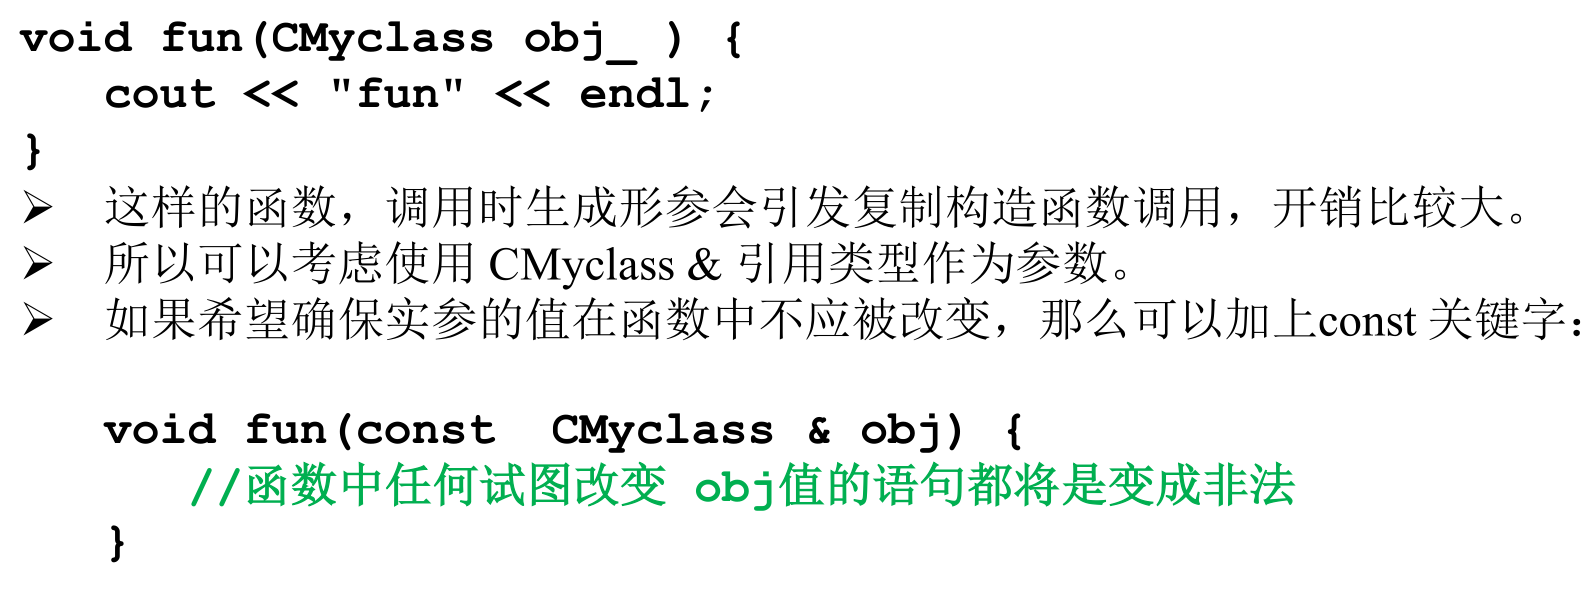 void fun(CMyclass obj_ ) {
cout << "fun" << endl;
}
➢ 这样的函数，调用时生成形参会引发复制构造函数调用，开销比较大。
➢ 所以可以考虑使用 CMyclass & 引用类型作为参数。
➢ 如果希望确保实参的值在函数中不应被改变，那么可以加上const 关键字：
void fun(const  CMyclass & obj) {
//函数中任何试图改变 obj值的语句都将是变成非法
}